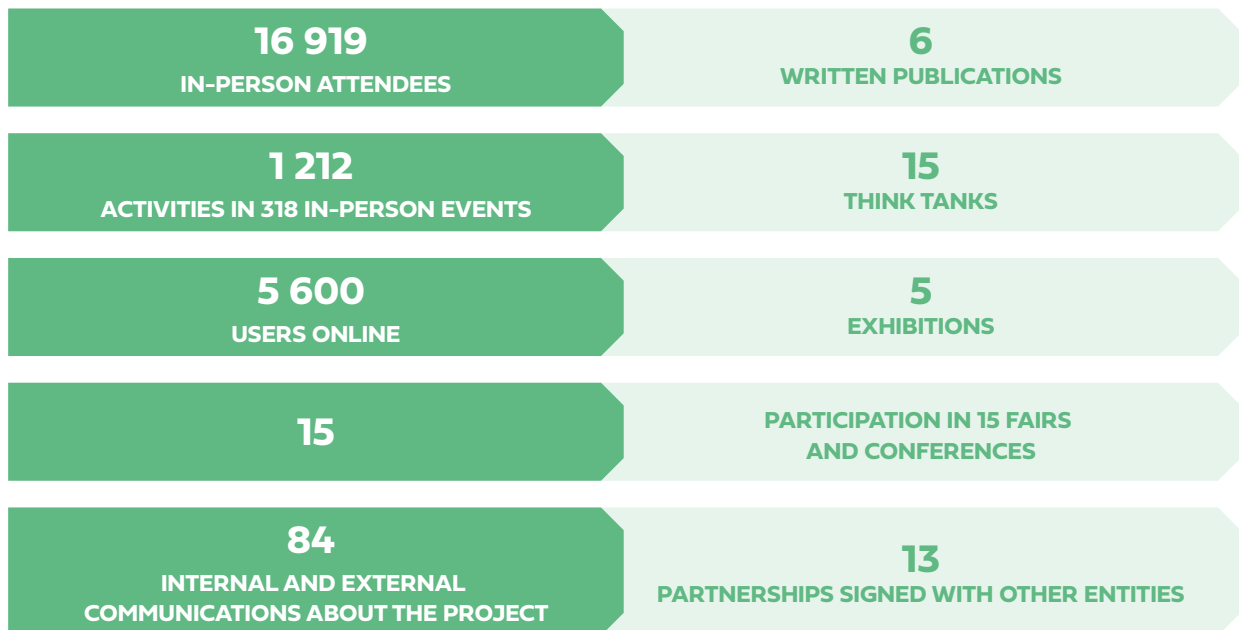 16 919
IN-PERSON ATTENDEES
6
WRITTEN PUBLICATIONS
1 212
ACTIVITIES IN 318 IN-PERSON EVENTS
15
THINK TANKS
5 600
USERS ONLINE
5
EXHIBITIONS
15
PARTICIPATION IN 15 FAIRS
AND CONFERENCES
84
INTERNAL AND EXTERNAL
COMMUNICATIONS ABOUT THE PROJECT
13
PARTNERSHIPS SIGNED WITH OTHER ENTITIES